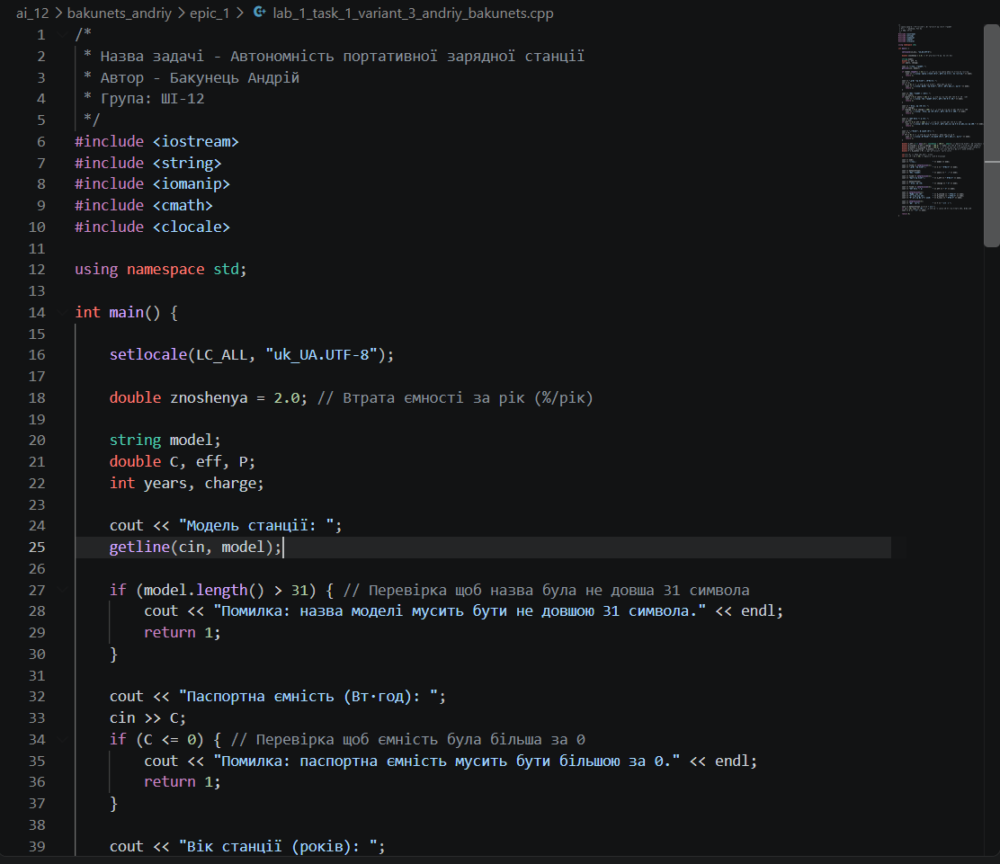 ai_12 > bakunets_andriy > epic_1 > lab_1_task_1_variant_3_andriy_bakunets.cpp
1 /*
2 * Назва задачі - Автономність портативної зарядної станції
3 * Автор - Бакунець Андрій
4 * Група: ШІ-12
5 */
6 #include <iostream>
7 #include <string>
8 #include <iomanip>
9 #include <cmath>
10 #include <clocale>
11
12 using namespace std;
13
14 int main() {
15
16 setlocale(LC_ALL, "uk_UA.UTF-8");
17
18 double znoshenya = 2.0; // Втрата ємності за рік (%/рік)
19
20 string model;
21 double C, eff, P;
22 int years, charge;
23
24 cout << "Модель станції: ";
25 getline(cin, model);
26
27 if (model.length() > 31) { // Перевірка щоб назва була не довша 31 символа
28 cout << "Помилка: назва моделі мусить бути не довшою 31 символа." << endl;
29 return 1;
30 }
31
32 cout << "Паспортна ємність (Вт·год): ";
33 cin >> C;
34 if (C <= 0) { // Перевірка щоб ємність була більша за 0
35 cout << "Помилка: паспортна ємність мусить бути більшою за 0." << endl;
36 return 1;
37 }
38
39 cout << "Вік станції (років): ";